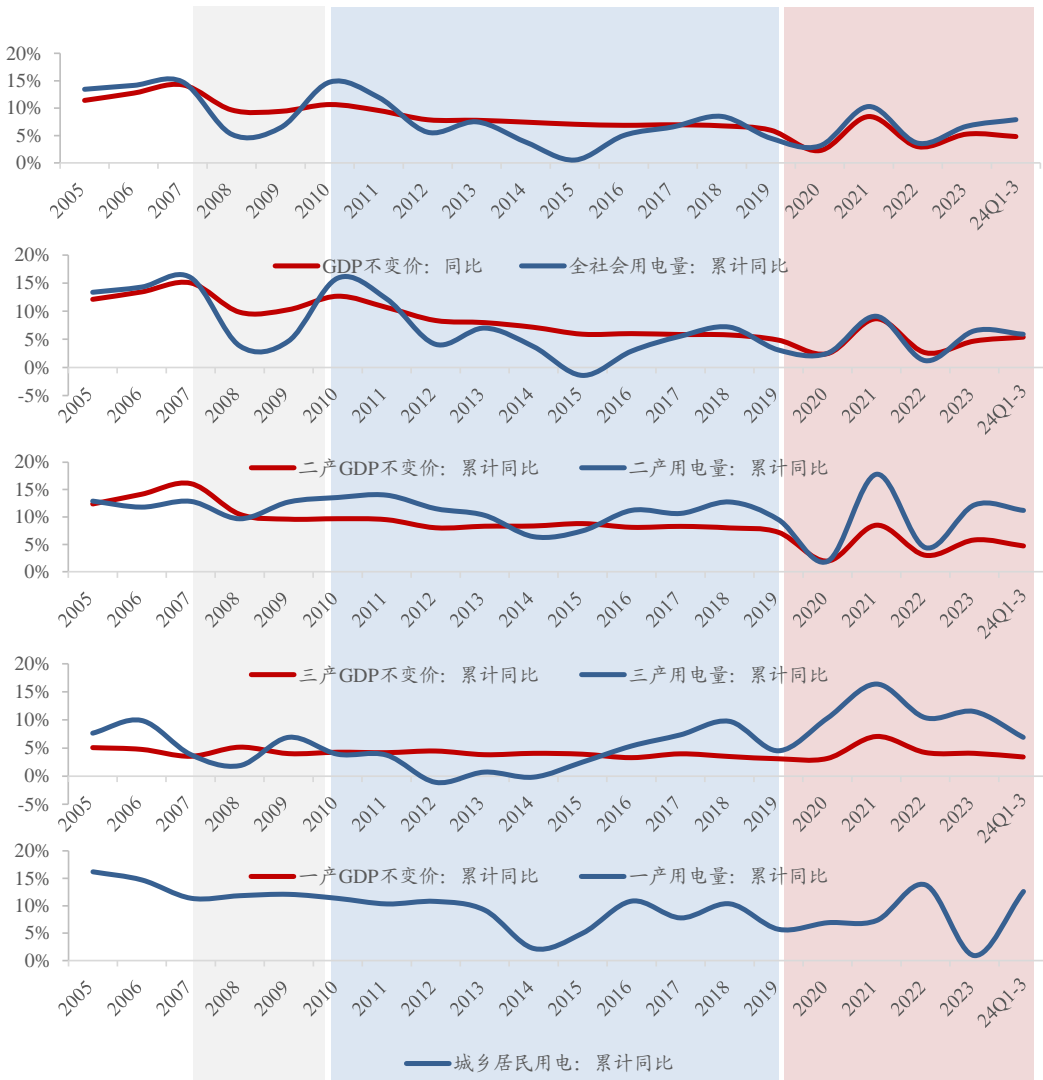 20%
15%
10%
5%
0%
2005 2006 2007 2008 2009 2010 2011 2012 2013 2014 2015 2016 2017 2018 2019 2020 2021 2022 2023 24Q1-3
GDP不变价：同比 全社会用电量：累计同比
20%
15%
10%
5%
0%
-5%
2005 2006 2007 2008 2009 2010 2011 2012 2013 2014 2015 2016 2017 2018 2019 2020 2021 2022 2023 24Q1-3
二产GDP不变价：累计同比 二产用电量：累计同比
20%
15%
10%
5%
0%
2005 2006 2007 2008 2009 2010 2011 2012 2013 2014 2015 2016 2017 2018 2019 2020 2021 2022 2023 24Q1-3
三产GDP不变价：累计同比 三产用电量：累计同比
20%
15%
10%
5%
0%
-5%
2005 2006 2007 2008 2009 2010 2011 2012 2013 2014 2015 2016 2017 2018 2019 2020 2021 2022 2023 24Q1-3
一产GDP不变价：累计同比 一产用电量：累计同比
20%
15%
10%
5%
0%
2005 2006 2007 2008 2009 2010 2011 2012 2013 2014 2015 2016 2017 2018 2019 2020 2021 2022 2023 24Q1-3
城乡居民用电：累计同比